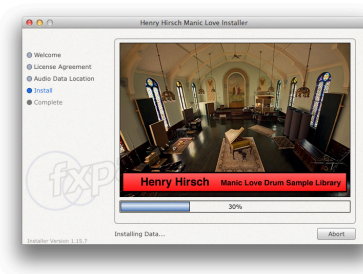 Henry Hirsch Manic Love Installer
Welcome
License Agreement
Audio Data Location
Install
Complete
fxp
Henry Hirsch Manic Love Drum Sample Library
30%
Installing Data...
Abort
Installer Version 1.15.7